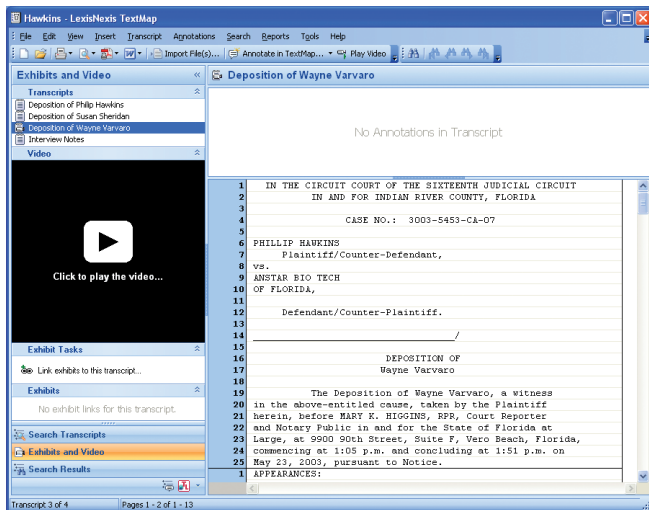 Hawkins - LexisNexis TextMap
File Edit View Insert Transcript Annotations Search Reports Tools Help
Import File(s)... Annotate in TextMap... Play Video
Exhibits and Video «
Deposition of Wayne Varvaro
Transcripts
Deposition of Philip Hawkins
Deposition of Susan Sheridan
Deposition of Wayne Varvaro
Interview Notes
Video
Click to play the video...
Exhibit Tasks
Link exhibits to this transcript...
Exhibits
No exhibit links for this transcript.
Search Transcripts
Exhibits and Video
Search Results
No Annotations in Transcript
1 IN THE CIRCUIT COURT OF THE SIXTEENTH JUDICIAL CIRCUIT
2 IN AND FOR INDIAN RIVER COUNTY, FLORIDA
3
4 CASE NO.: 3003-5453-CA-07
5
6 PHILLIP HAWKINS
7 Plaintiff/Counter-Defendant,
8 vs.
9 ANSTAR BIO TECH
10 OF FLORIDA,
11
12 Defendant/Counter-Plaintiff.
13
14 /
15
16 DEPOSITION OF
17 Wayne Varvaro
18
19 The Deposition of Wayne Varvaro, a witness
20 in the above-entitled cause, taken by the Plaintiff
21 herein, before MARY K. HIGGINS, RPR, Court Reporter
22 and Notary Public in and for the State of Florida at
23 Large, at 9900 90th Street, Suite F, Vero Beach, Florida,
24 commencing at 1:05 p.m. and concluding at 1:51 p.m. on
25 May 23, 2003, pursuant to Notice.
1 APPEARANCES:
Transcript 3 of 4 Pages 1 - 2 of 1 - 13